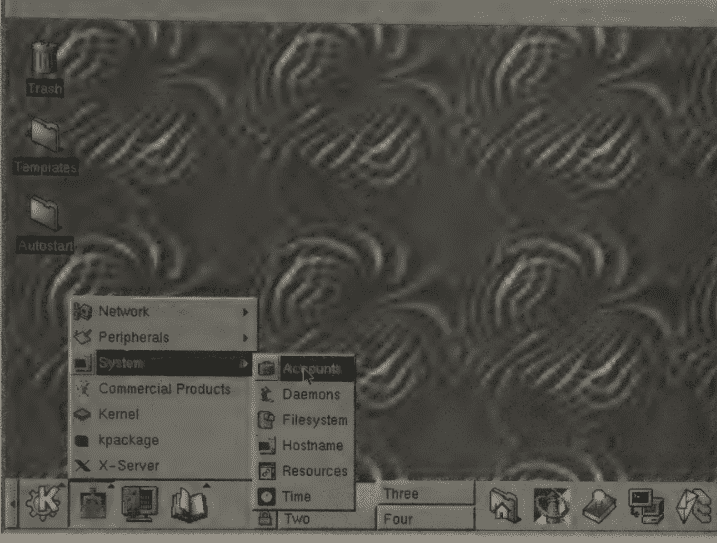 Trash
Templates
Autostart
Network
Peripherals
System
Commercial Products
Kernel
kpackage
X-Server
Accounts
Daemons
Filesystem
Hostname
Resources
Time
Two
Three
Four
K